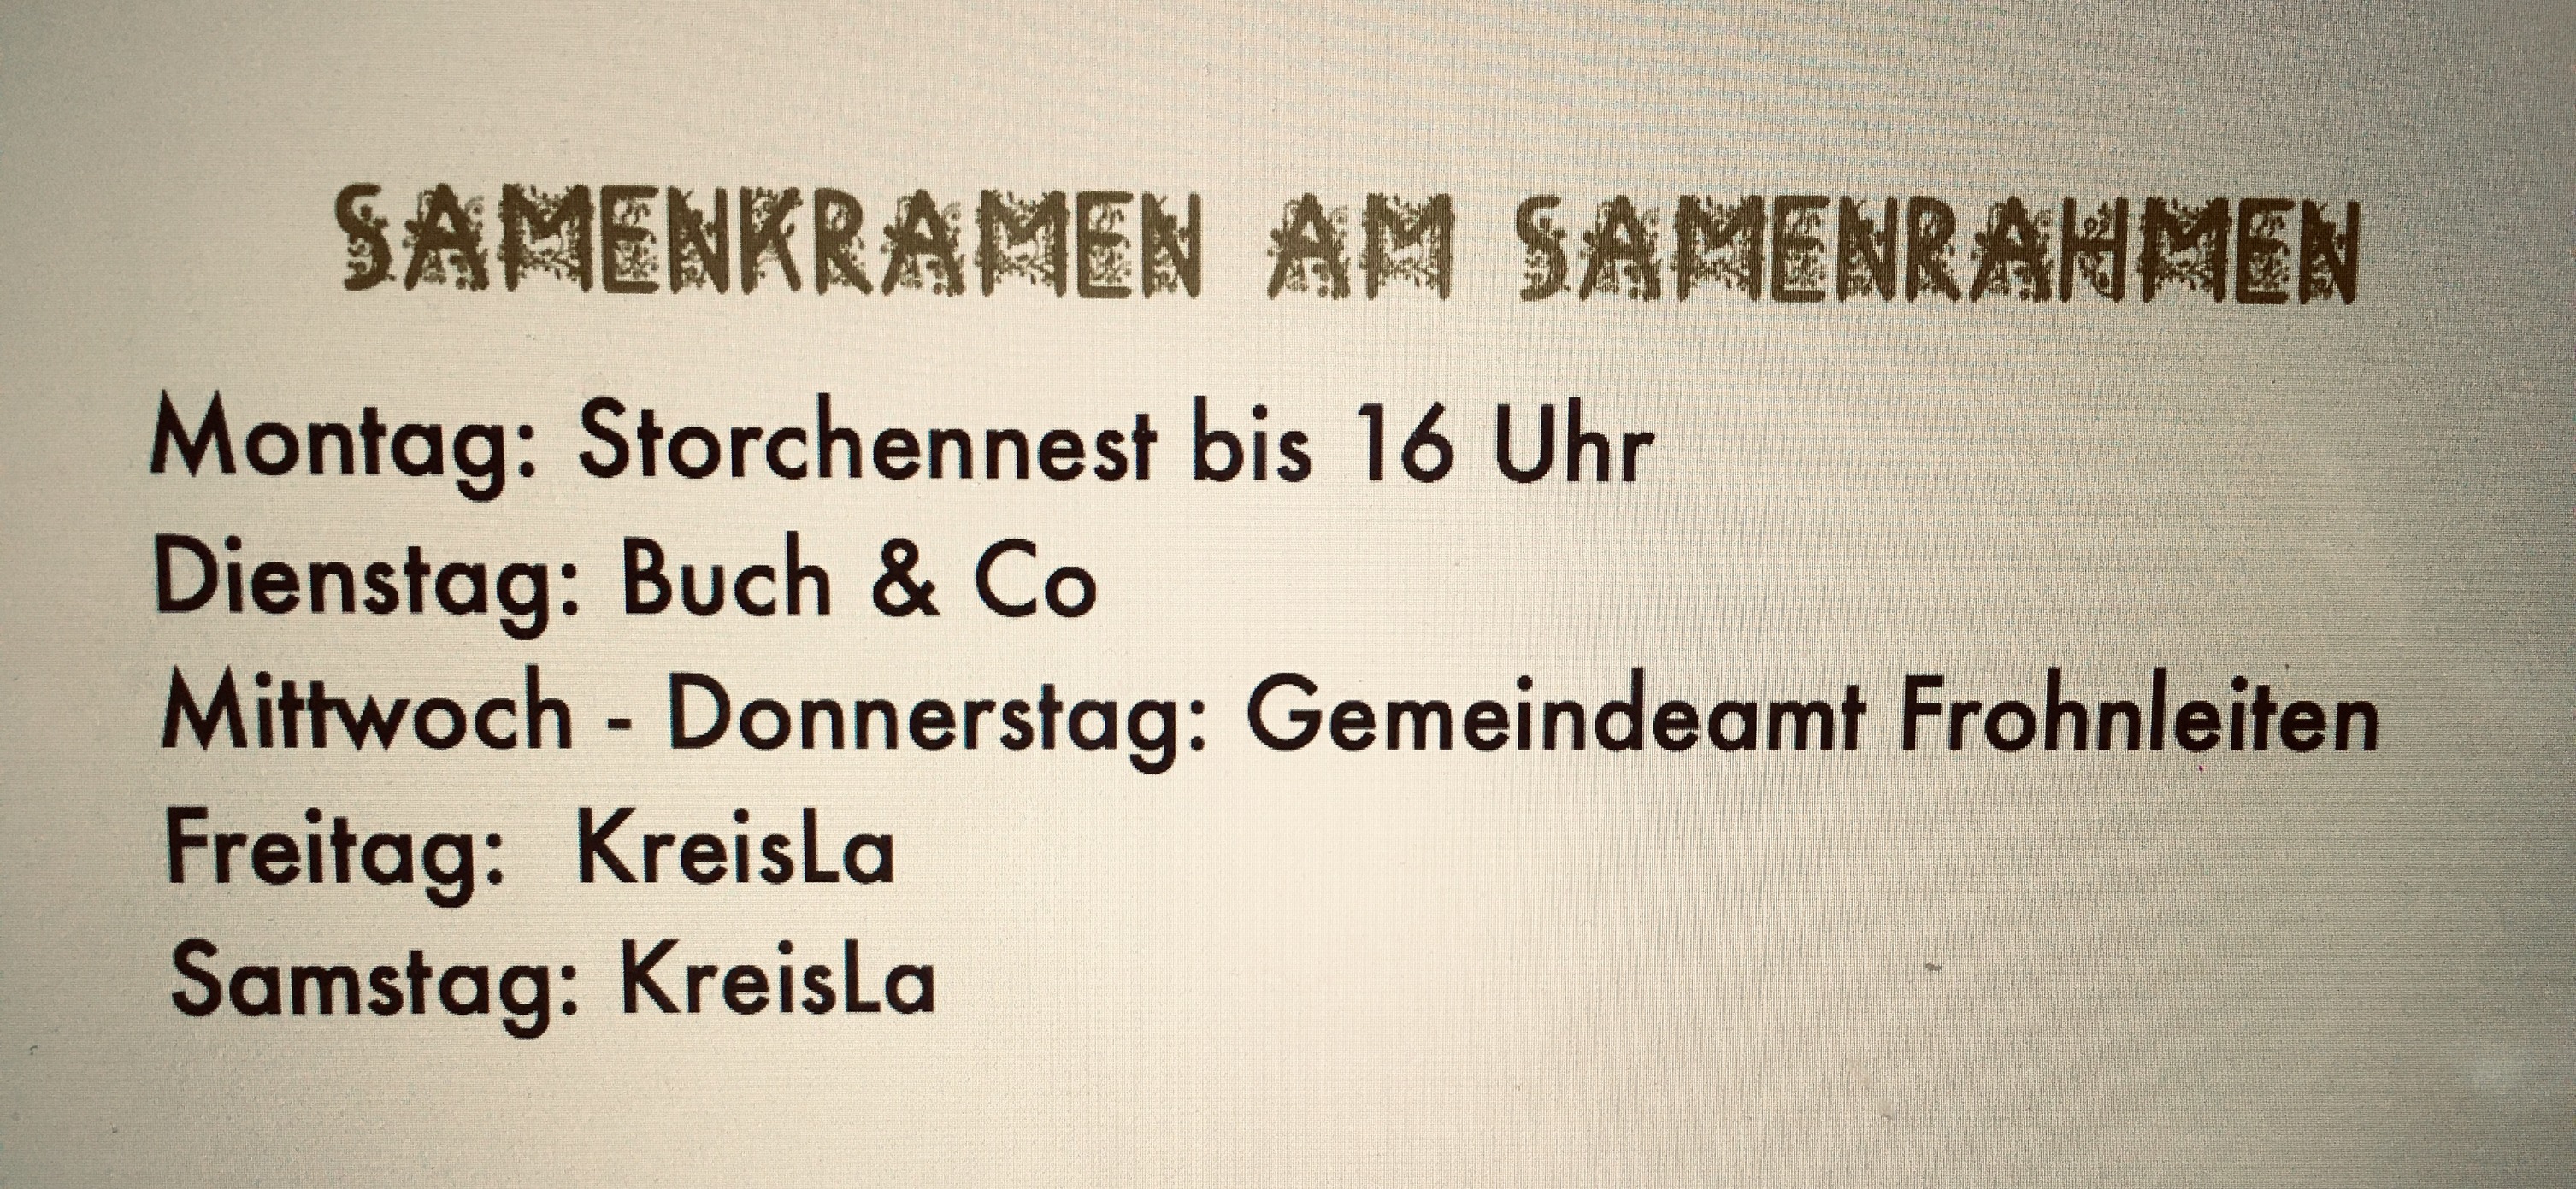 SAMENKRAMEN AM SAMENRAHMEN
Montag: Storchennest bis 16 Uhr
Dienstag: Buch & Co
Mittwoch - Donnerstag: Gemeindeamt Frohnleiten
Freitag: KreisLa
Samstag: KreisLa